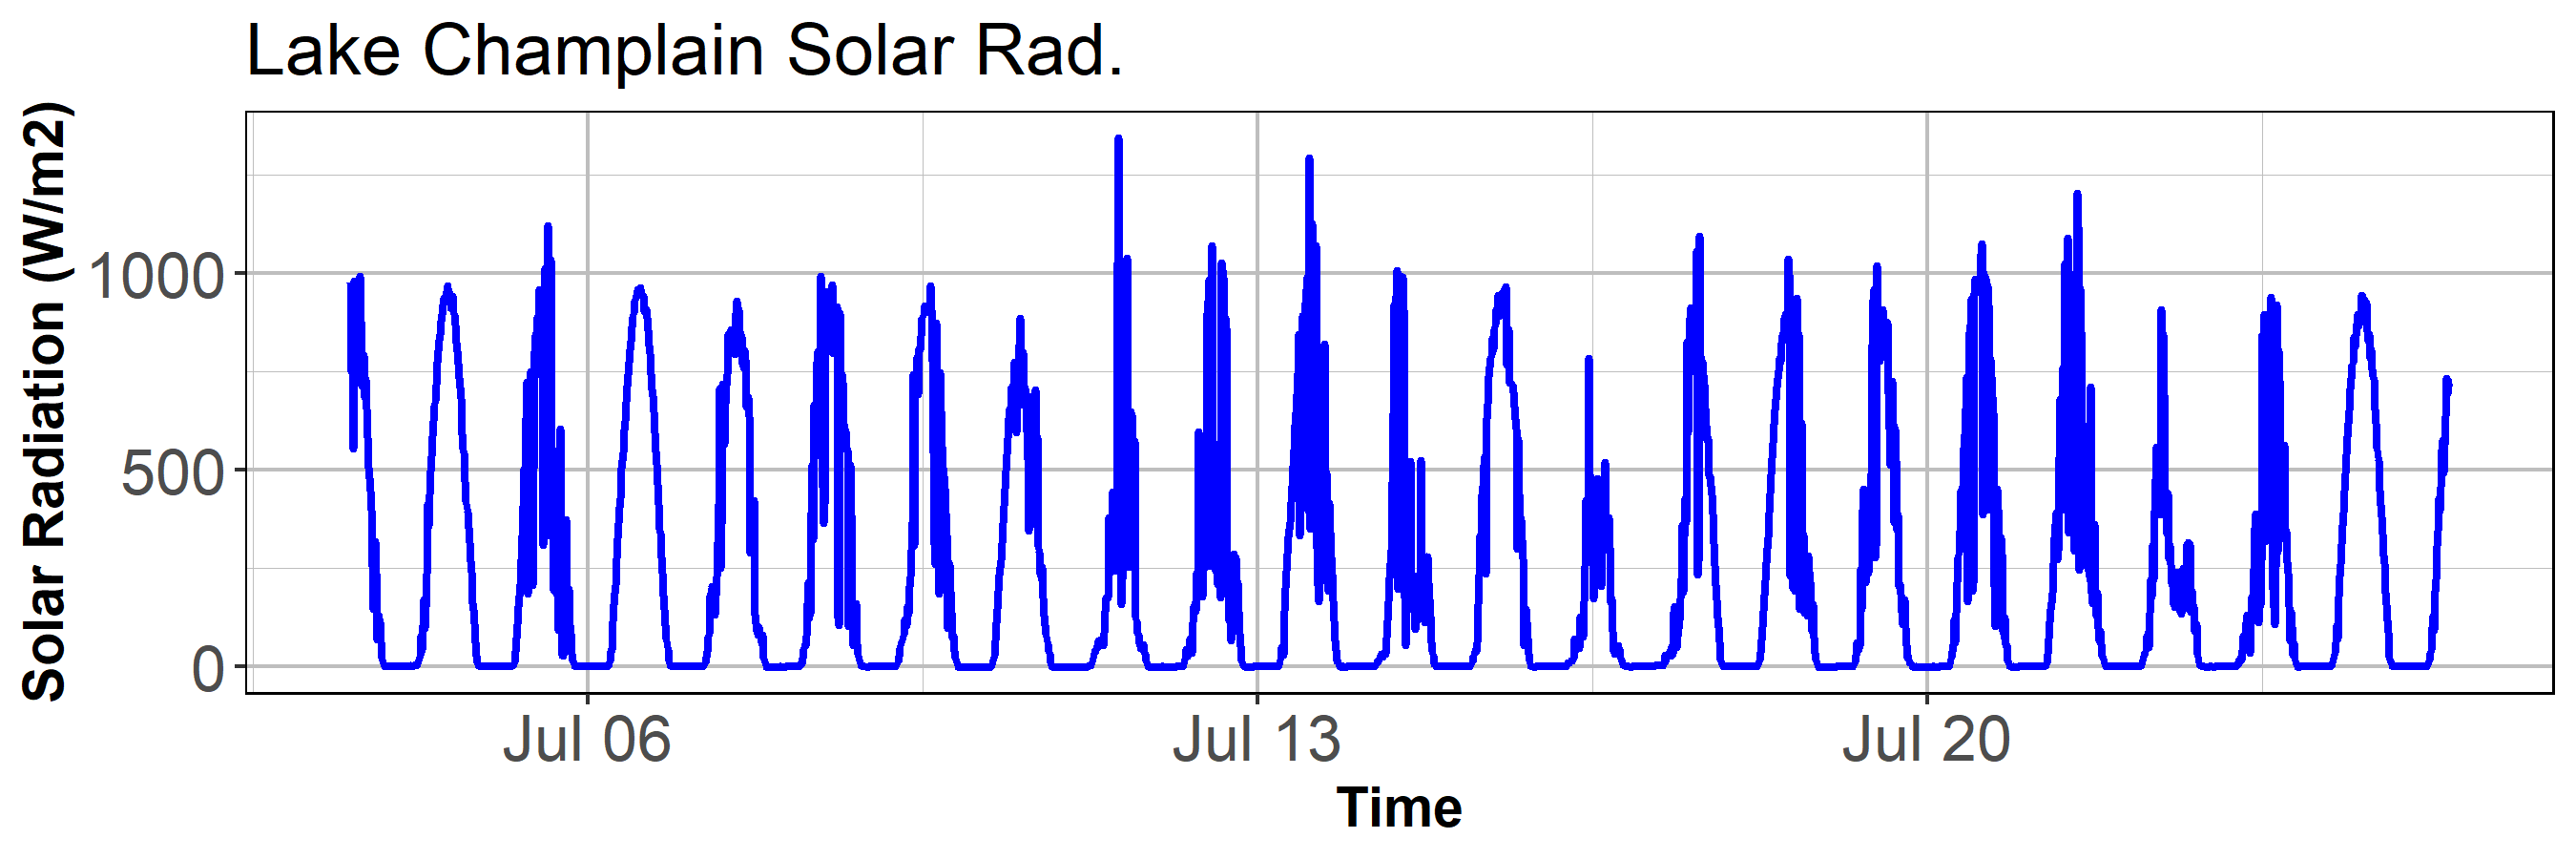 Lake Champlain Solar Rad.
Solar Radiation (W/m2)
1000
500
0
Jul 06
Jul 13
Jul 20
Time